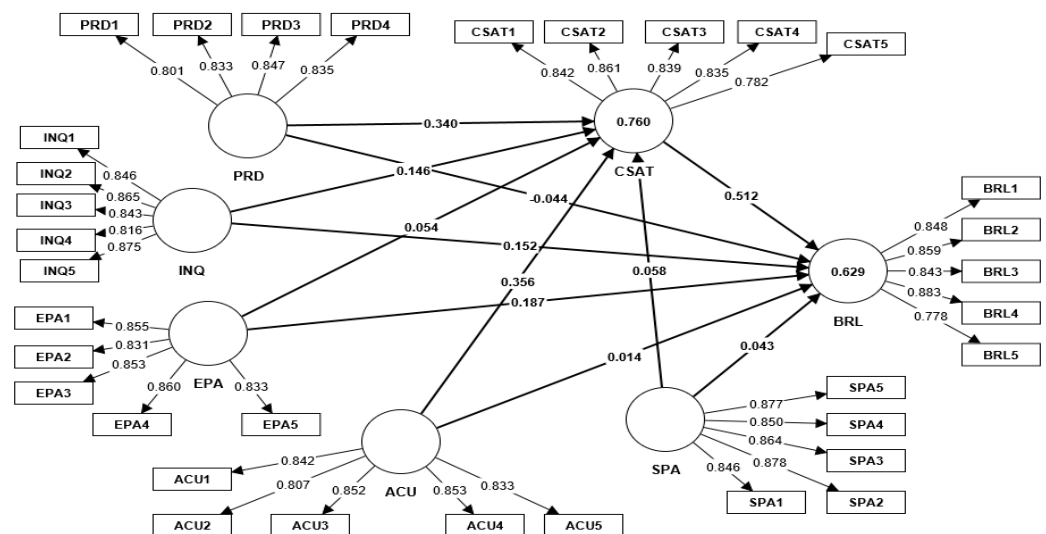 PRD1
PRD2
PRD3
PRD4
0.801
0.833
0.847
0.835
PRD
CSAT1
CSAT2
CSAT3
CSAT4
CSAT5
0.842
0.861
0.839
0.835
0.782
0.760
CSAT
INQ1
INQ2
INQ3
INQ4
INQ5
0.846
0.865
0.843
0.816
0.875
INQ
0.340
0.146
-0.044
0.054
0.152
0.356
0.187
0.058
0.014
0.043
0.512
BRL1
BRL2
BRL3
BRL4
BRL5
0.848
0.859
0.843
0.883
0.778
0.629
BRL
EPA1
EPA2
EPA3
EPA4
EPA5
0.855
0.831
0.853
0.860
0.833
EPA
ACU1
ACU2
ACU3
ACU4
ACU5
0.842
0.807
0.852
0.853
0.833
ACU
SPA5
SPA4
SPA3
SPA2
SPA1
0.877
0.850
0.864
0.878
0.846
SPA